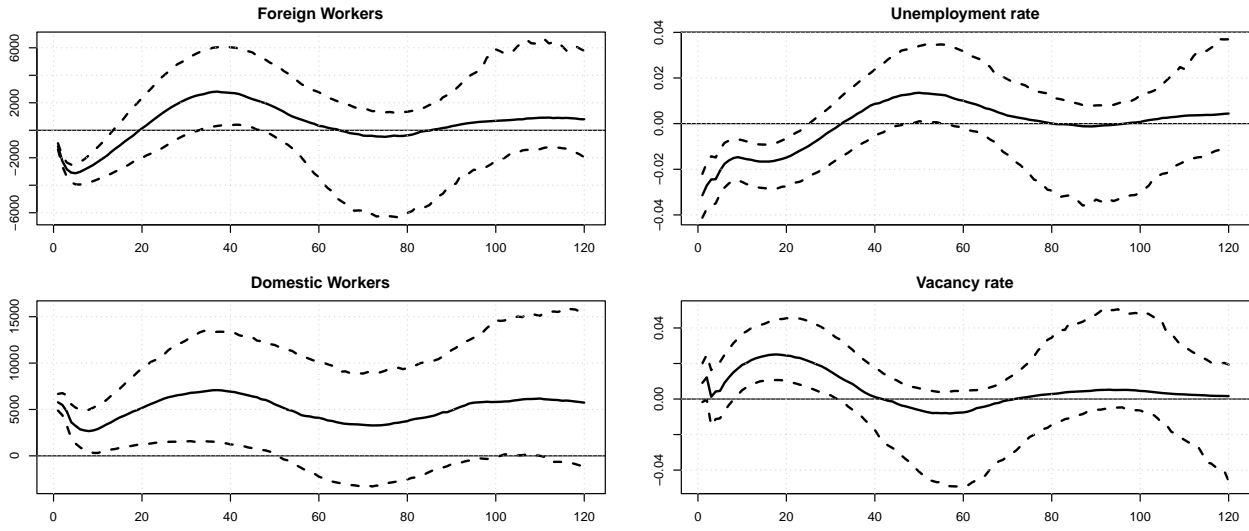 Foreign Workers
6000
2000
−2000
−6000
0 20 40 60 80 100 120
Unemployment rate
0.04
0.02
0.00
−0.02
−0.04
0 20 40 60 80 100 120
Domestic Workers
15000
10000
5000
0
0 20 40 60 80 100 120
Vacancy rate
0.04
0.00
−0.04
0 20 40 60 80 100 120